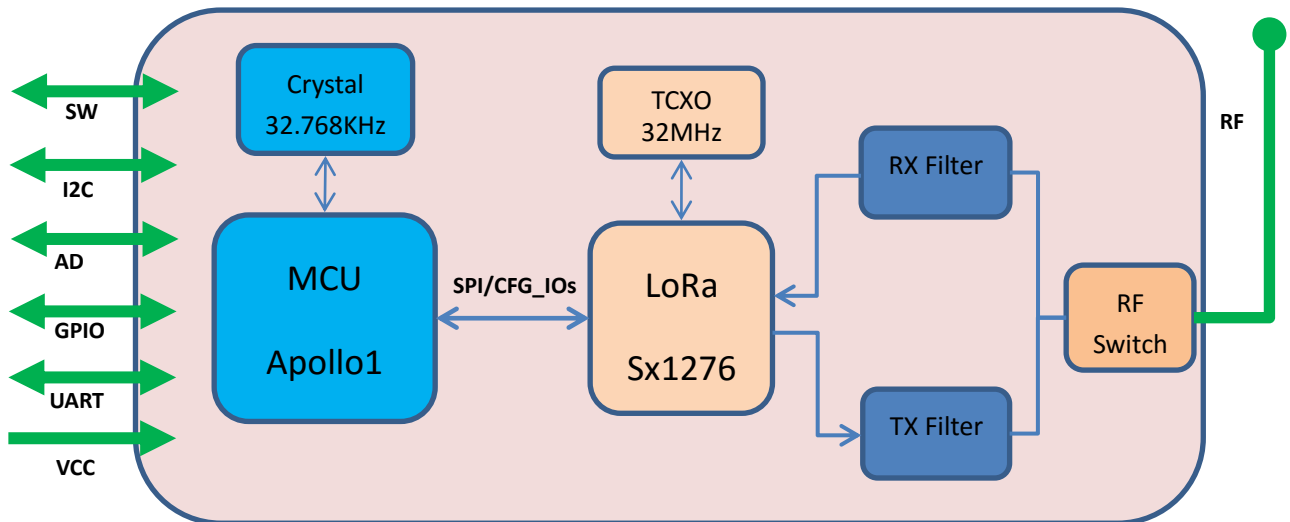 SW
I2C
AD
GPIO
UART
VCC
Crystal
32.768KHz
MCU
Apollo1
SPI/CFG_IOs
TCXO
32MHz
LoRa
Sx1276
RX Filter
TX Filter
RF
Switch
RF